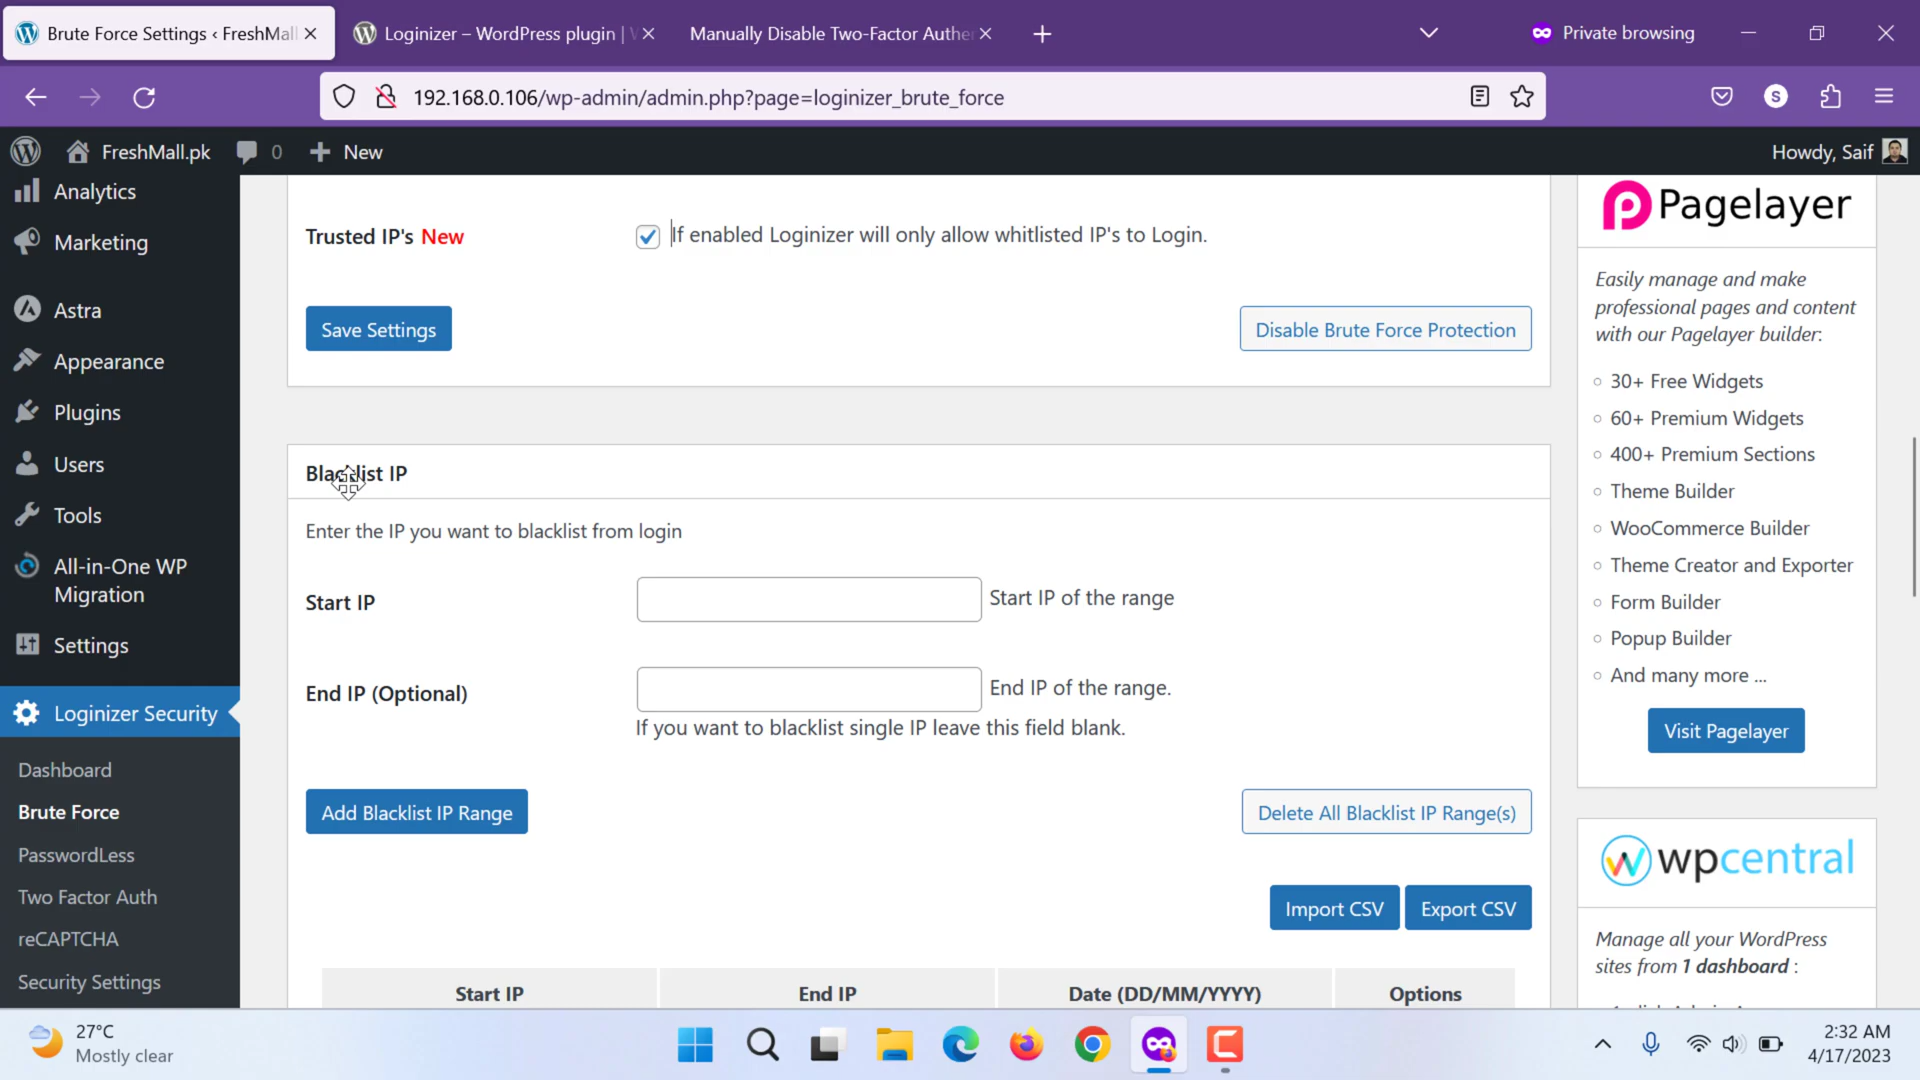 Brute Force Settings ‹ FreshMall
Loginizer – WordPress plugin |
Manually Disable Two-Factor Authe
Private browsing
192.168.0.106/wp-admin/admin.php?page=loginizer_brute_force
S
FreshMall.pk
0
New
Howdy, Saif
Analytics
Marketing
Astra
Appearance
Plugins
Users
Tools
All-in-One WP
Migration
Settings
Loginizer Security
Dashboard
Brute Force
PasswordLess
Two Factor Auth
reCAPTCHA
Security Settings
Trusted IP's New
If enabled Loginizer will only allow whitlisted IP's to Login.
Save Settings
Disable Brute Force Protection
Blacklist IP
Enter the IP you want to blacklist from login
Start IP
Start IP of the range
End IP (Optional)
End IP of the range.
If you want to blacklist single IP leave this field blank.
Add Blacklist IP Range
Delete All Blacklist IP Range(s)
Import CSV
Export CSV
Start IP
End IP
Date (DD/MM/YYYY)
Options
Pagelayer
Easily manage and make
professional pages and content
with our Pagelayer builder:
30+ Free Widgets
60+ Premium Widgets
400+ Premium Sections
Theme Builder
WooCommerce Builder
Theme Creator and Exporter
Form Builder
Popup Builder
And many more ...
Visit Pagelayer
wpcentral
Manage all your WordPress
sites from 1 dashboard :
27°C
Mostly clear
2:32 AM
4/17/2023